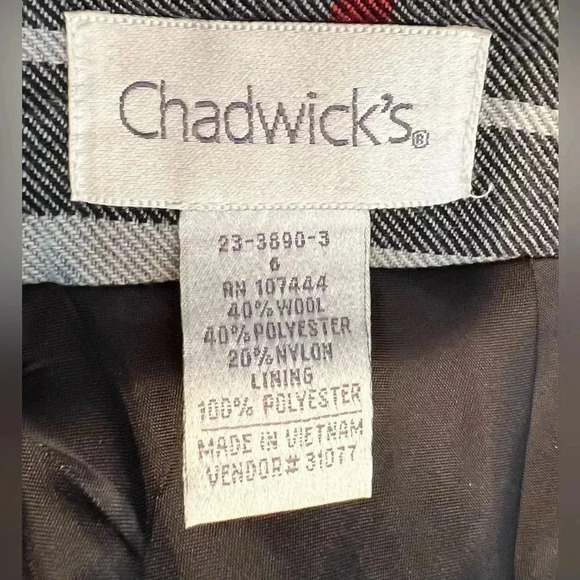 Chadwick's®
23-3890-3
6
RN 107444
40% WOOL
40% POLYESTER
20% NYLON
LINING
100% POLYESTER
MADE IN VIETNAM
VENDOR# 31077